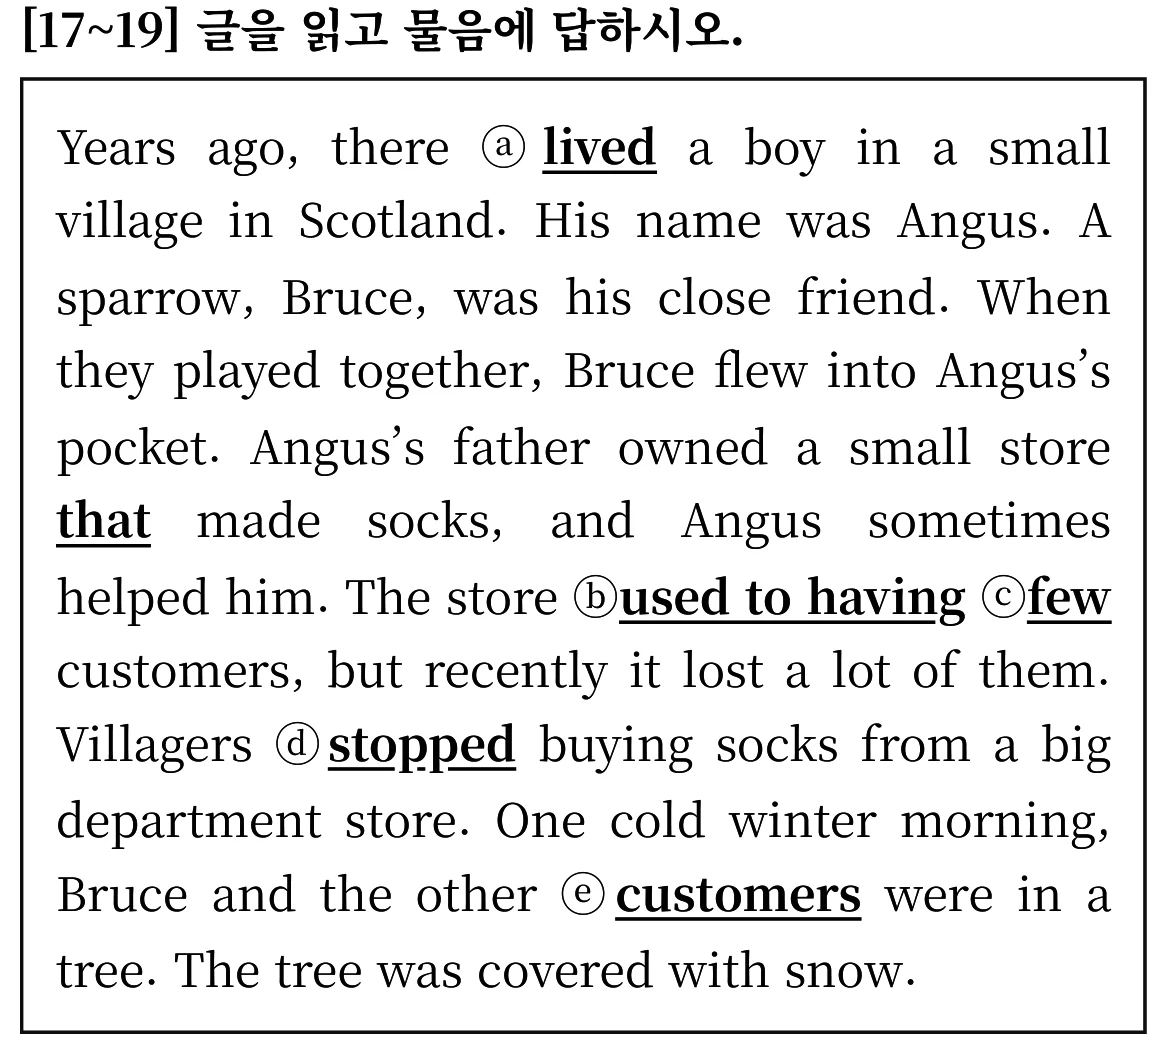 [17~19] 글을 읽고 물음에 답하시오.
Years ago, there ⓐ lived a boy in a small
village in Scotland. His name was Angus. A
sparrow, Bruce, was his close friend. When
they played together, Bruce flew into Angus’s
pocket. Angus’s father owned a small store
that made socks, and Angus sometimes
helped him. The store ⓑused to having ⓒfew
customers, but recently it lost a lot of them.
Villagers ⓓstopped buying socks from a big
department store. One cold winter morning,
Bruce and the other ⓔcustomers were in a
tree. The tree was covered with snow.